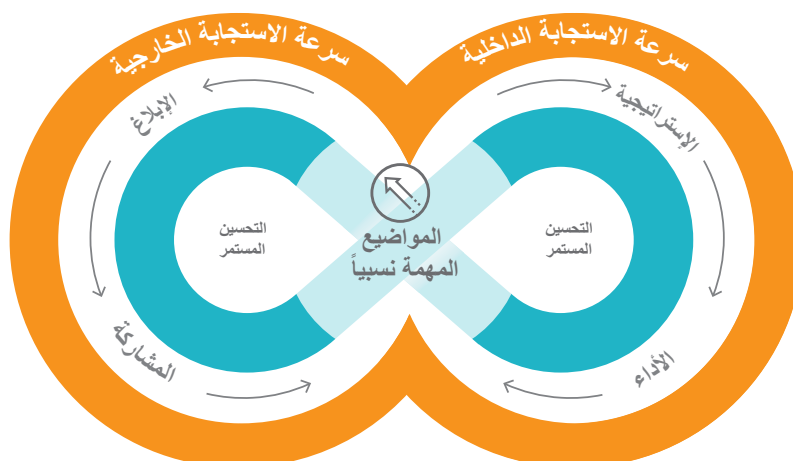 سرعة الاستجابة الداخلية
سرعة الاستجابة الخارجية
الإستراتيجية
الإبلاغ
التحسين
المستمر
المواضيع
المهمة نسبياً
التحسين
المستمر
الأداء
المشاركة